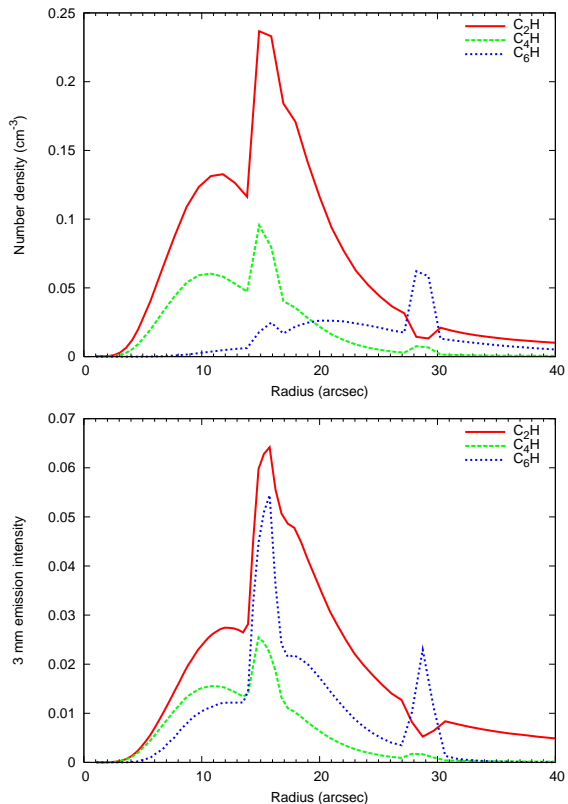 0.25
0.2
0.15
0.1
0.05
0
Number density (cm⁻³)
C₂H
C₄H
C₆H
0 10 20 30 40
Radius (arcsec)
0.07
0.06
0.05
0.04
0.03
0.02
0.01
0
3 mm emission intensity
C₂H
C₄H
C₆H
0 10 20 30 40
Radius (arcsec)